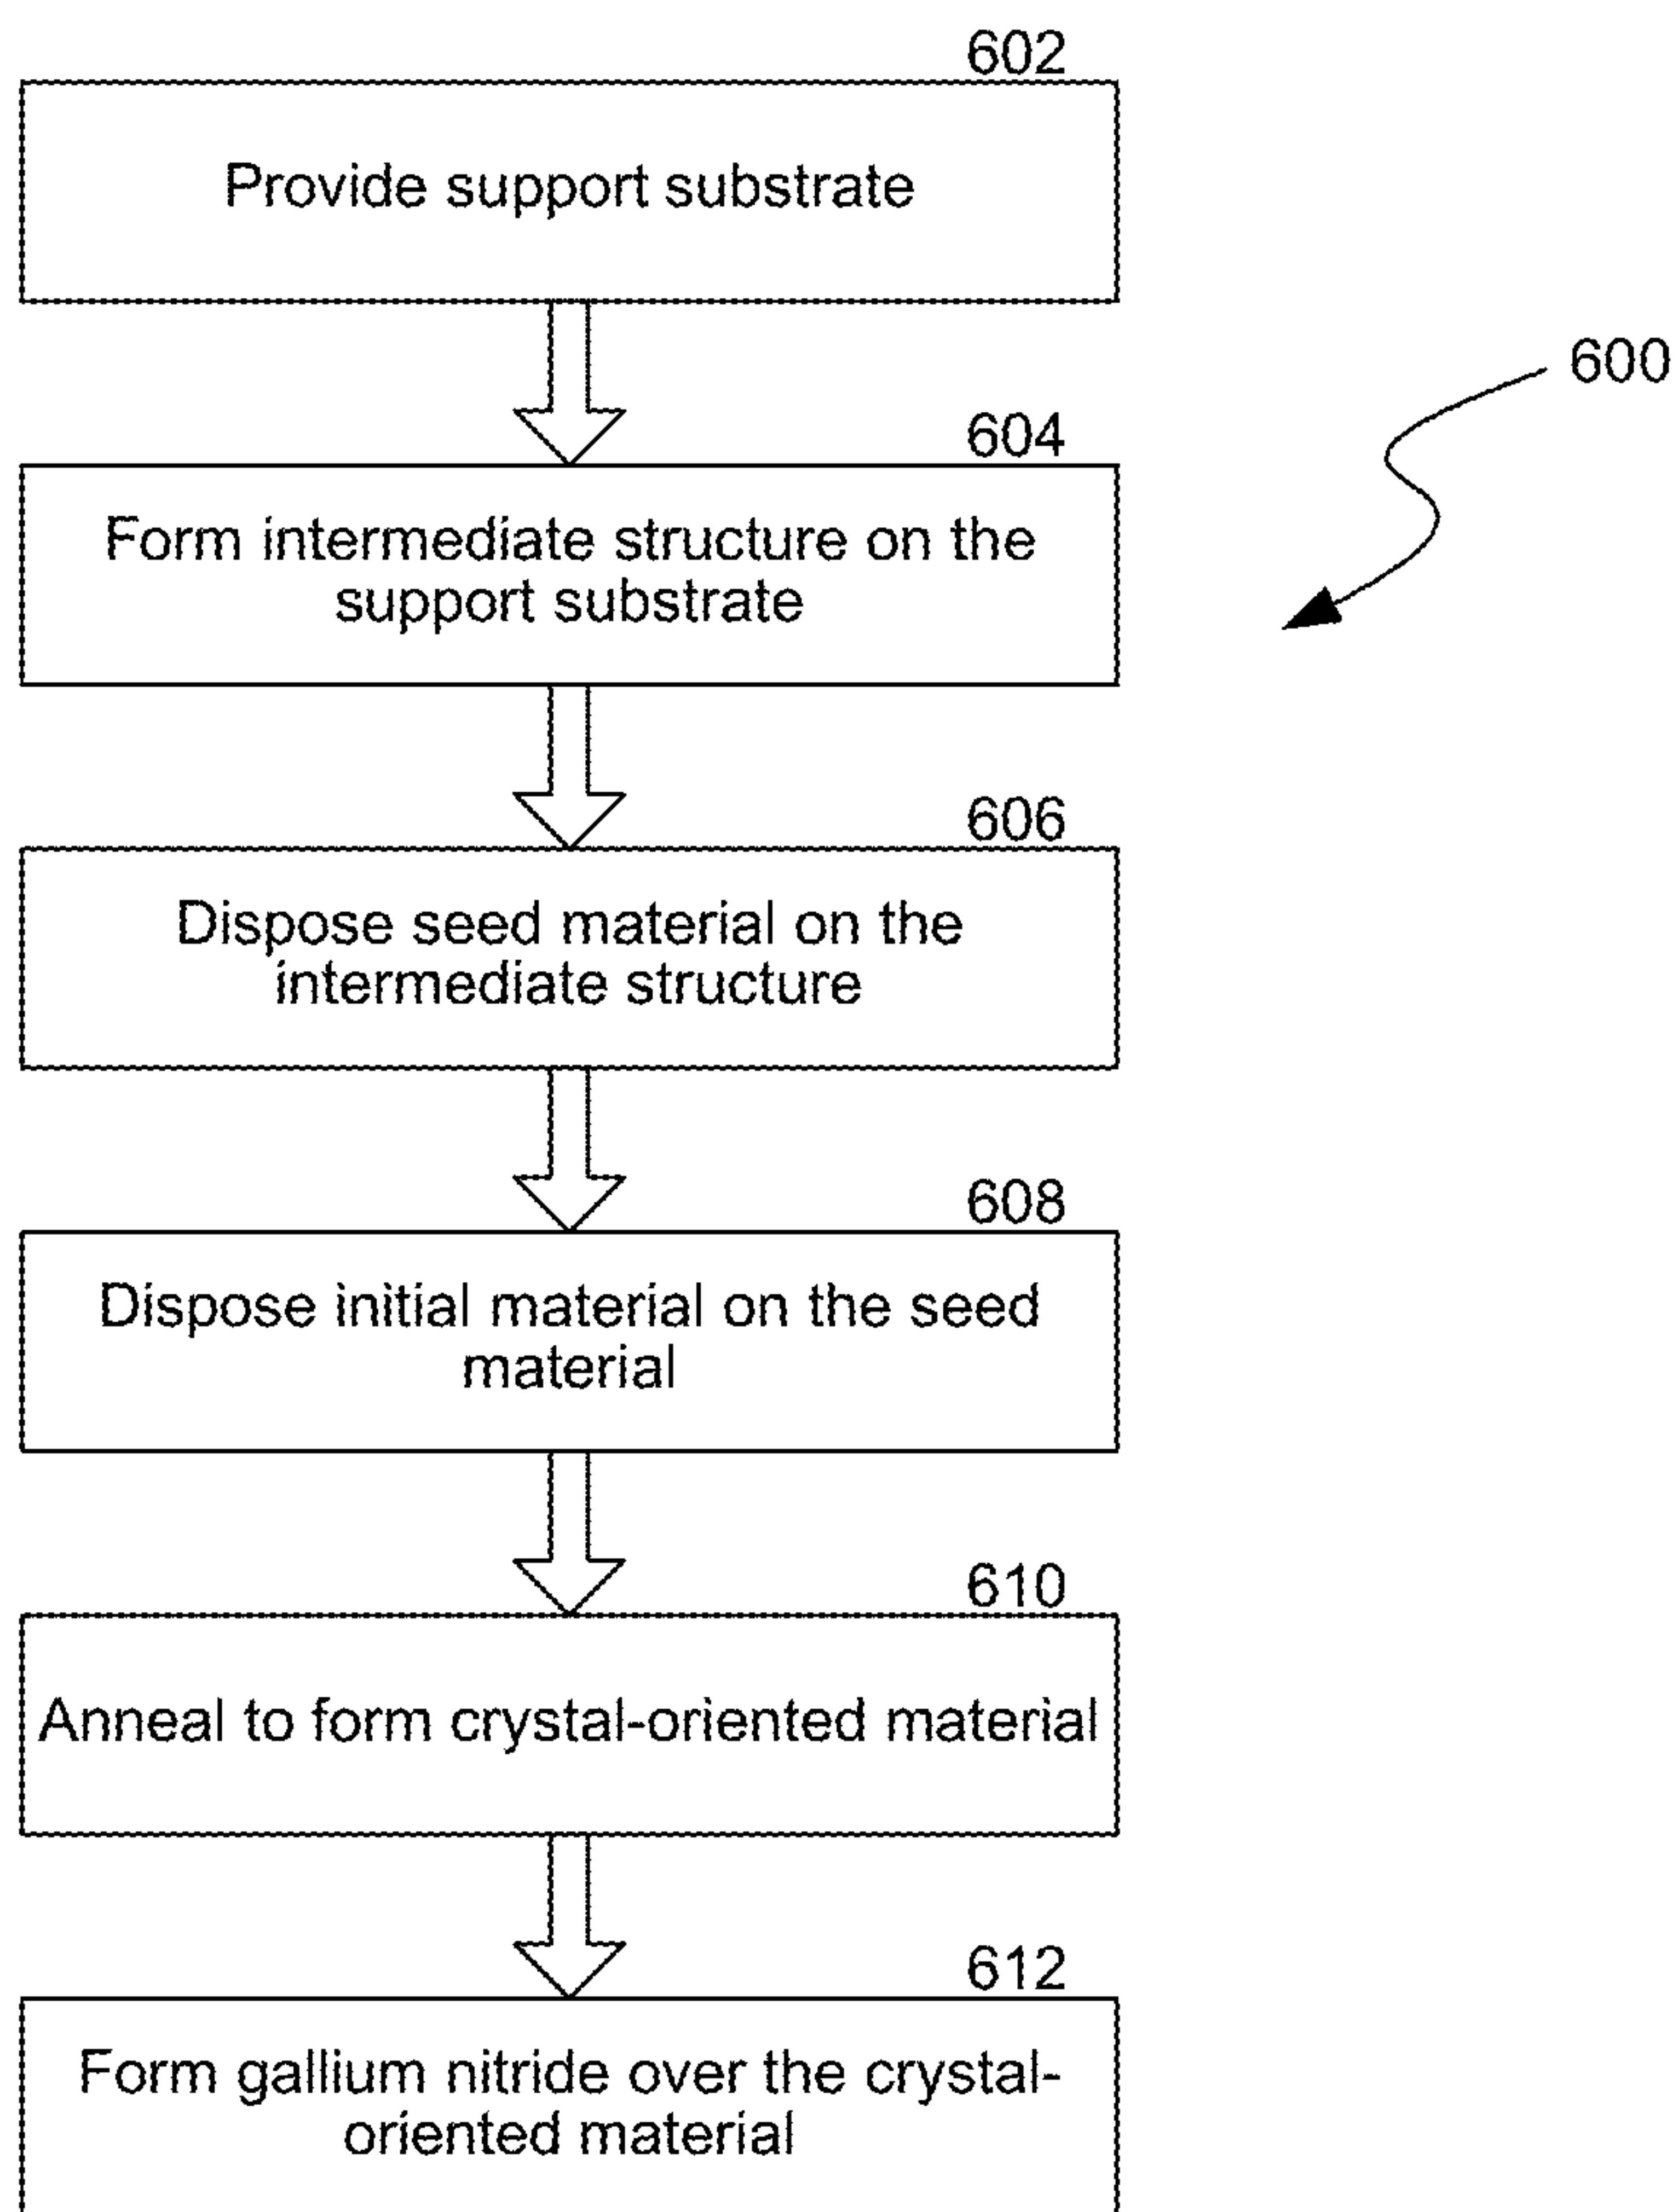 602
Provide support substrate
600
604
Form intermediate structure on the
support substrate
606
Dispose seed material on the
intermediate structure
608
Dispose initial material on the seed
material
610
Anneal to form crystal-oriented material
612
Form gallium nitride over the crystal-
oriented material